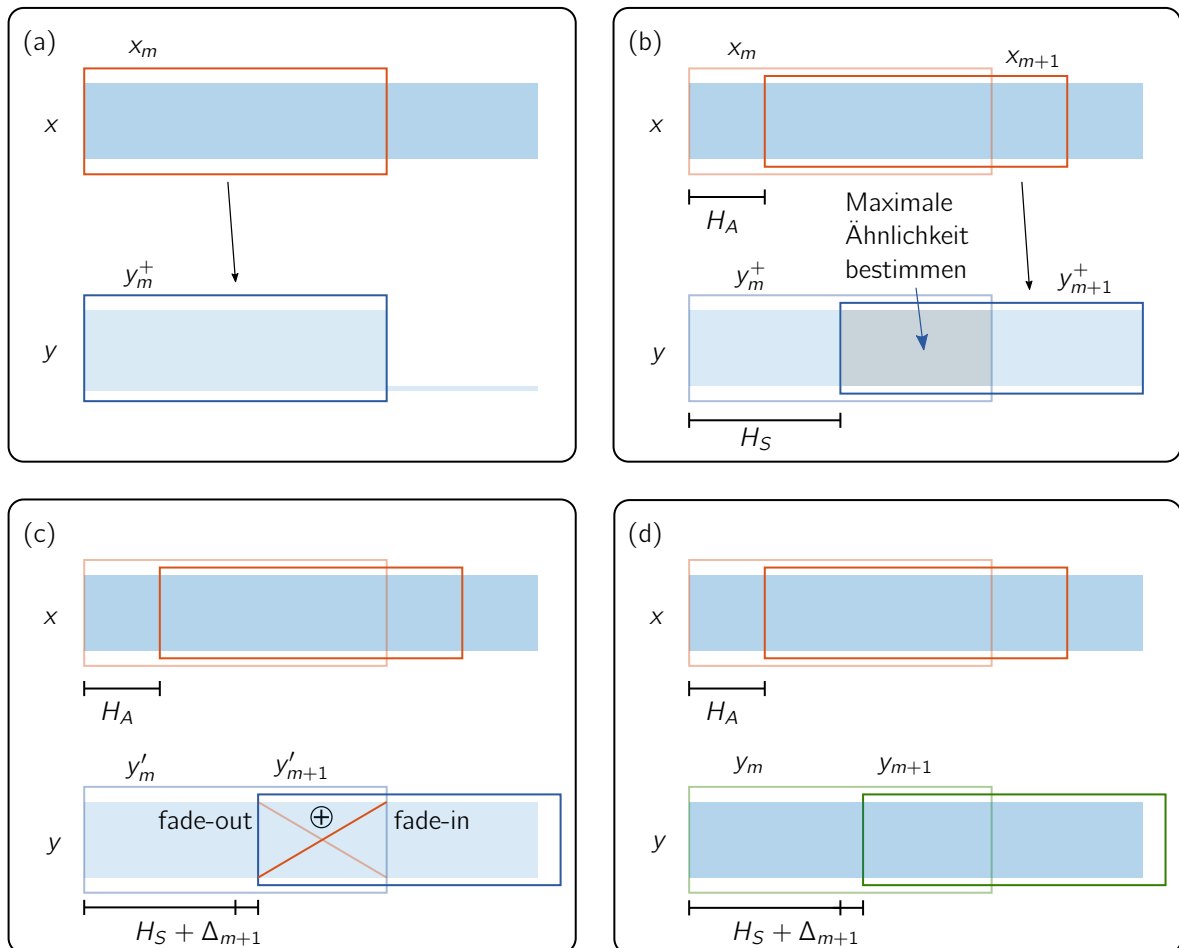 (a)
x_m
x
y_m^+
y
(b)
x_m
x_{m+1}
x
H_A
Maximale
Ähnlichkeit
bestimmen
y_m^+
y_{m+1}^+
y
H_S
(c)
x
H_A
y'_m
y'_{m+1}
fade-out
fade-in
y
H_S + Δ_{m+1}
(d)
x
H_A
y_m
y_{m+1}
y
H_S + Δ_{m+1}